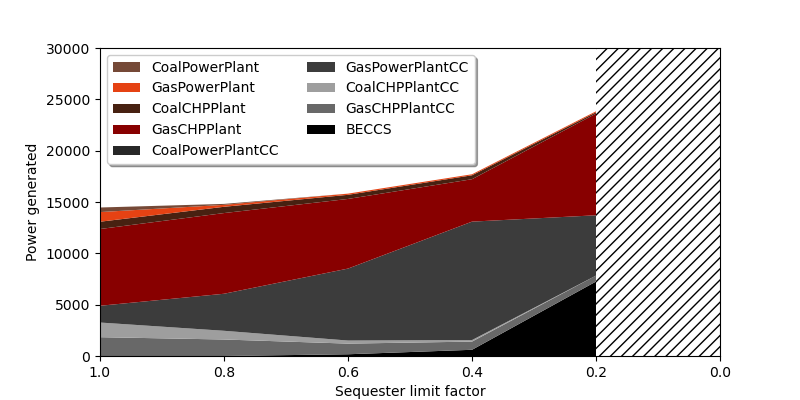 30000
25000
20000
15000
10000
5000
0
Power generated
CoalPowerPlant
GasPowerPlant
CoalCHPPlant
GasCHPPlant
CoalPowerPlantCC
GasPowerPlantCC
CoalCHPPlantCC
GasCHPPlantCC
BECCS
1.0 0.8 0.6 0.4 0.2 0.0
Sequester limit factor